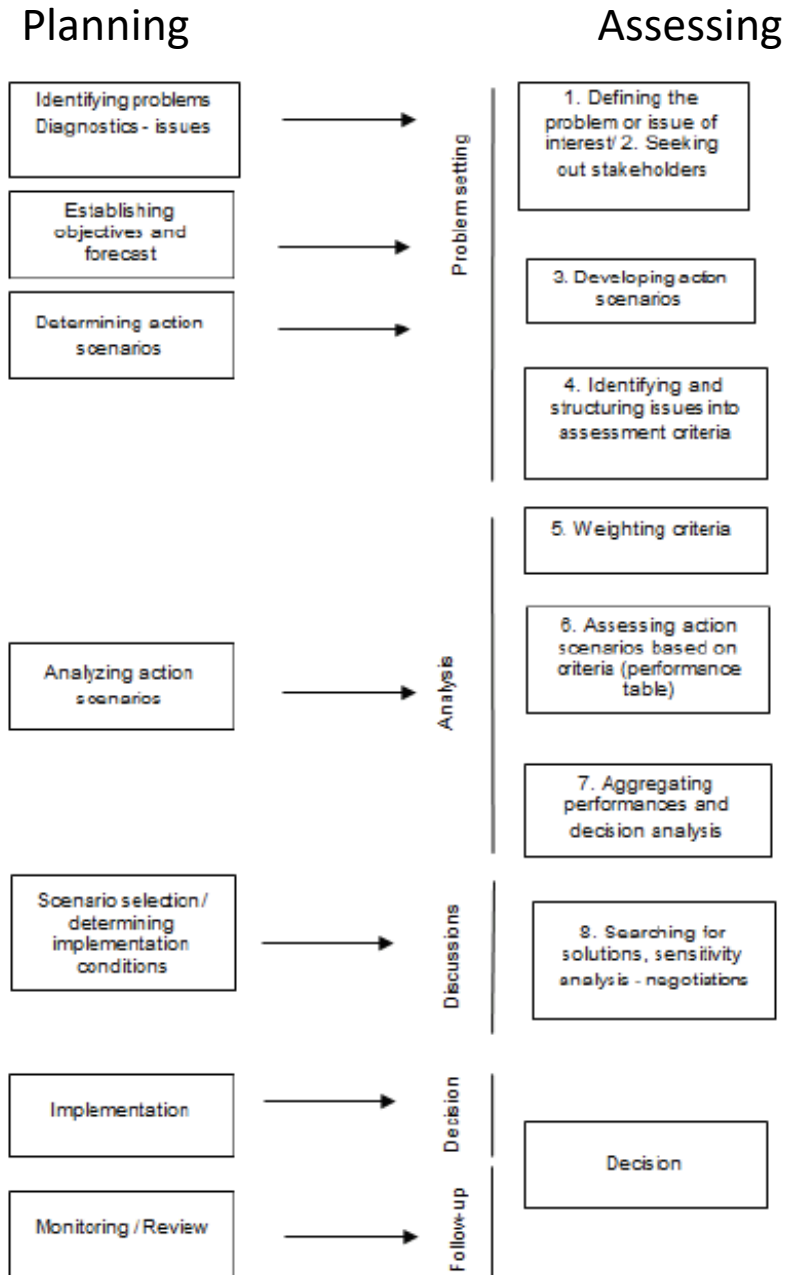 Planning
Assessing
Identifying problems
Diagnostics - issues
Establishing
objectives and
forecast
Determining action
scenarios
Problem setting
1. Defining the
problem or issue of
interest/ 2. Seeking
out stakeholders
3. Developing action
scenarios
4. Identifying and
structuring issues into
assessment criteria
Analyzing action
scenarios
Analysis
5. Weighting criteria
6. Assessing action
scenarios based on
criteria (performance
table)
7. Aggregating
performances and
decision analysis
Scenario selection /
determining
implementation
conditions
Discussions
8. Searching for
solutions, sensitivity
analysis - negotiations
Implementation
Decision
Decision
Monitoring / Review
Follow-up